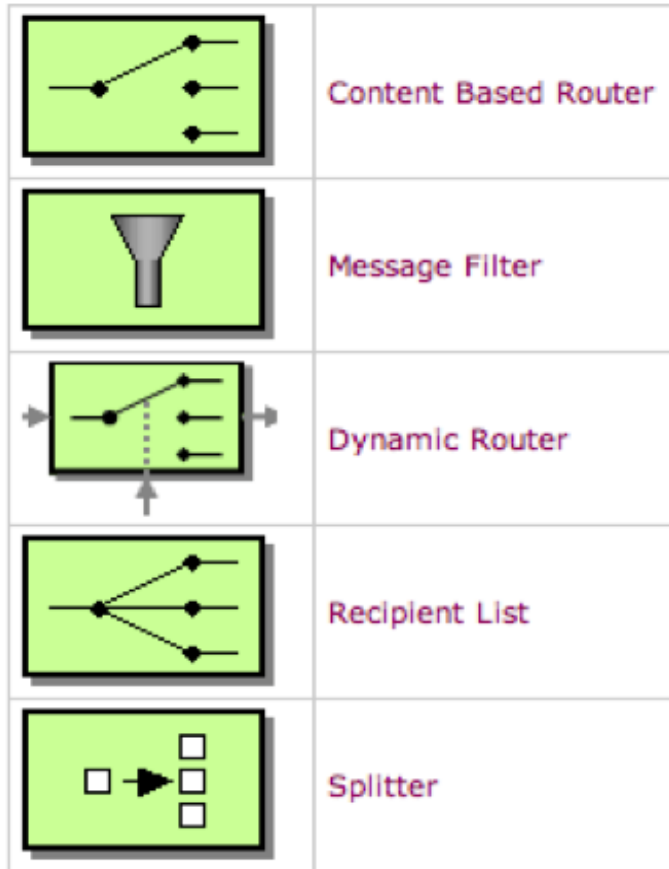 Content Based Router
Message Filter
Dynamic Router
Recipient List
Splitter